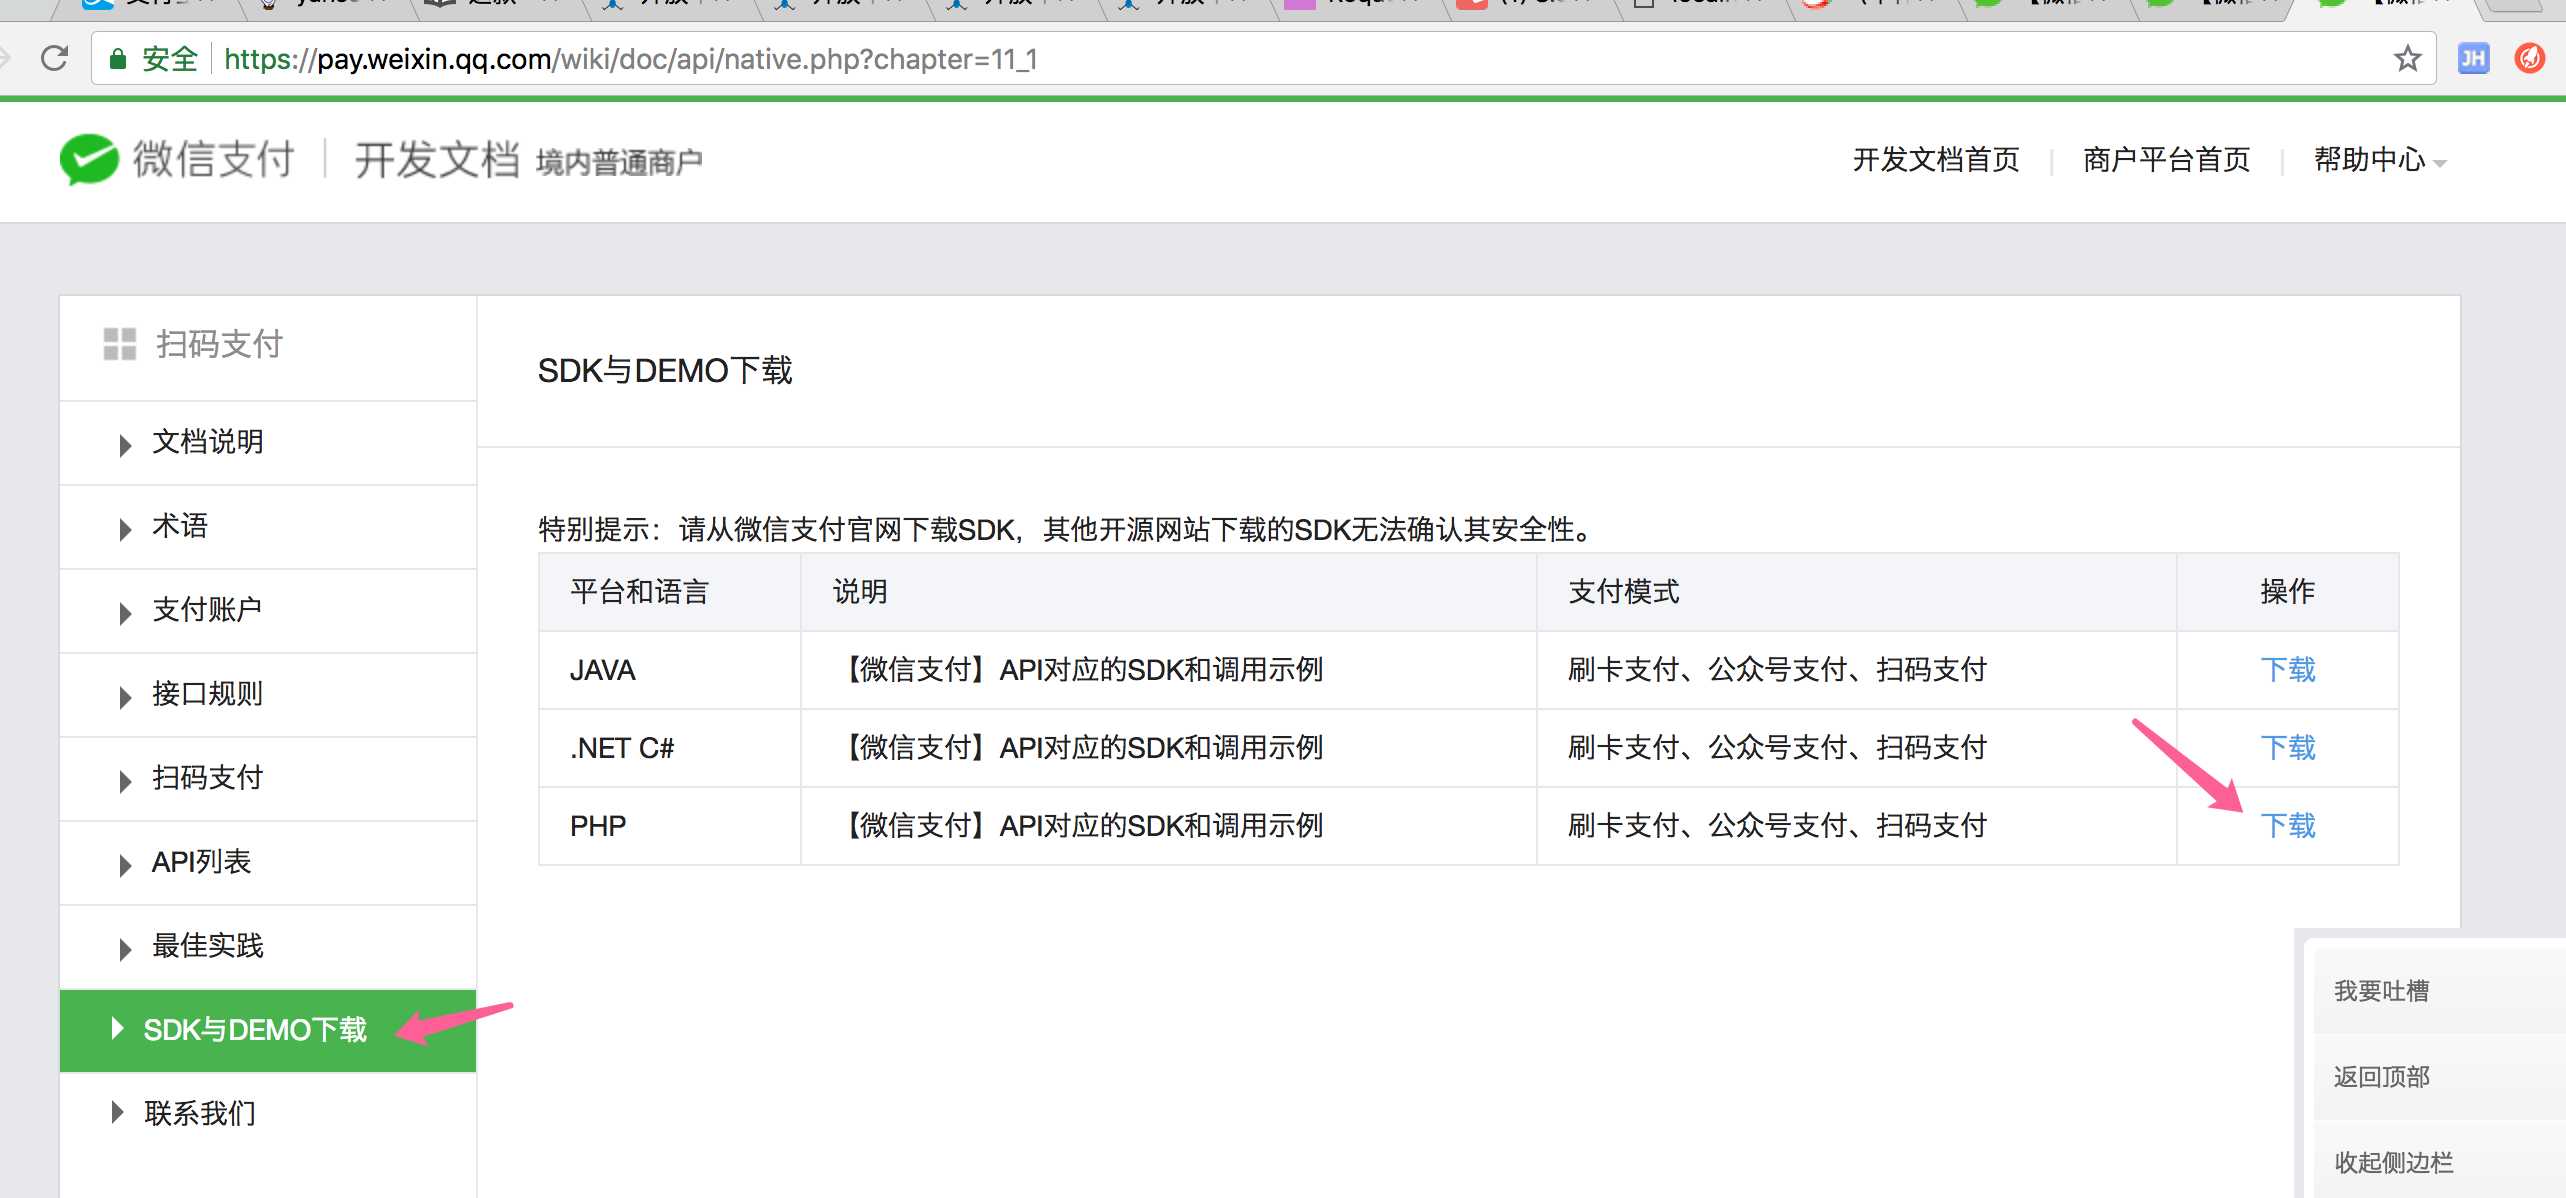 安全 https://pay.weixin.qq.com/wiki/doc/api/native.php?chapter=11_1
JH
微信支付 开发文档 境内普通商户
开发文档首页 商户平台首页 帮助中心
扫码支付
文档说明
术语
支付账户
接口规则
扫码支付
API列表
最佳实践
SDK与DEMO下载
联系我们
SDK与DEMO下载
特别提示：请从微信支付官网下载SDK，其他开源网站下载的SDK无法确认其安全性。
平台和语言 说明 支付模式 操作
JAVA 【微信支付】API对应的SDK和调用示例 刷卡支付、公众号支付、扫码支付 下载
.NET C# 【微信支付】API对应的SDK和调用示例 刷卡支付、公众号支付、扫码支付 下载
PHP 【微信支付】API对应的SDK和调用示例 刷卡支付、公众号支付、扫码支付 下载
我要吐槽
返回顶部
收起侧边栏